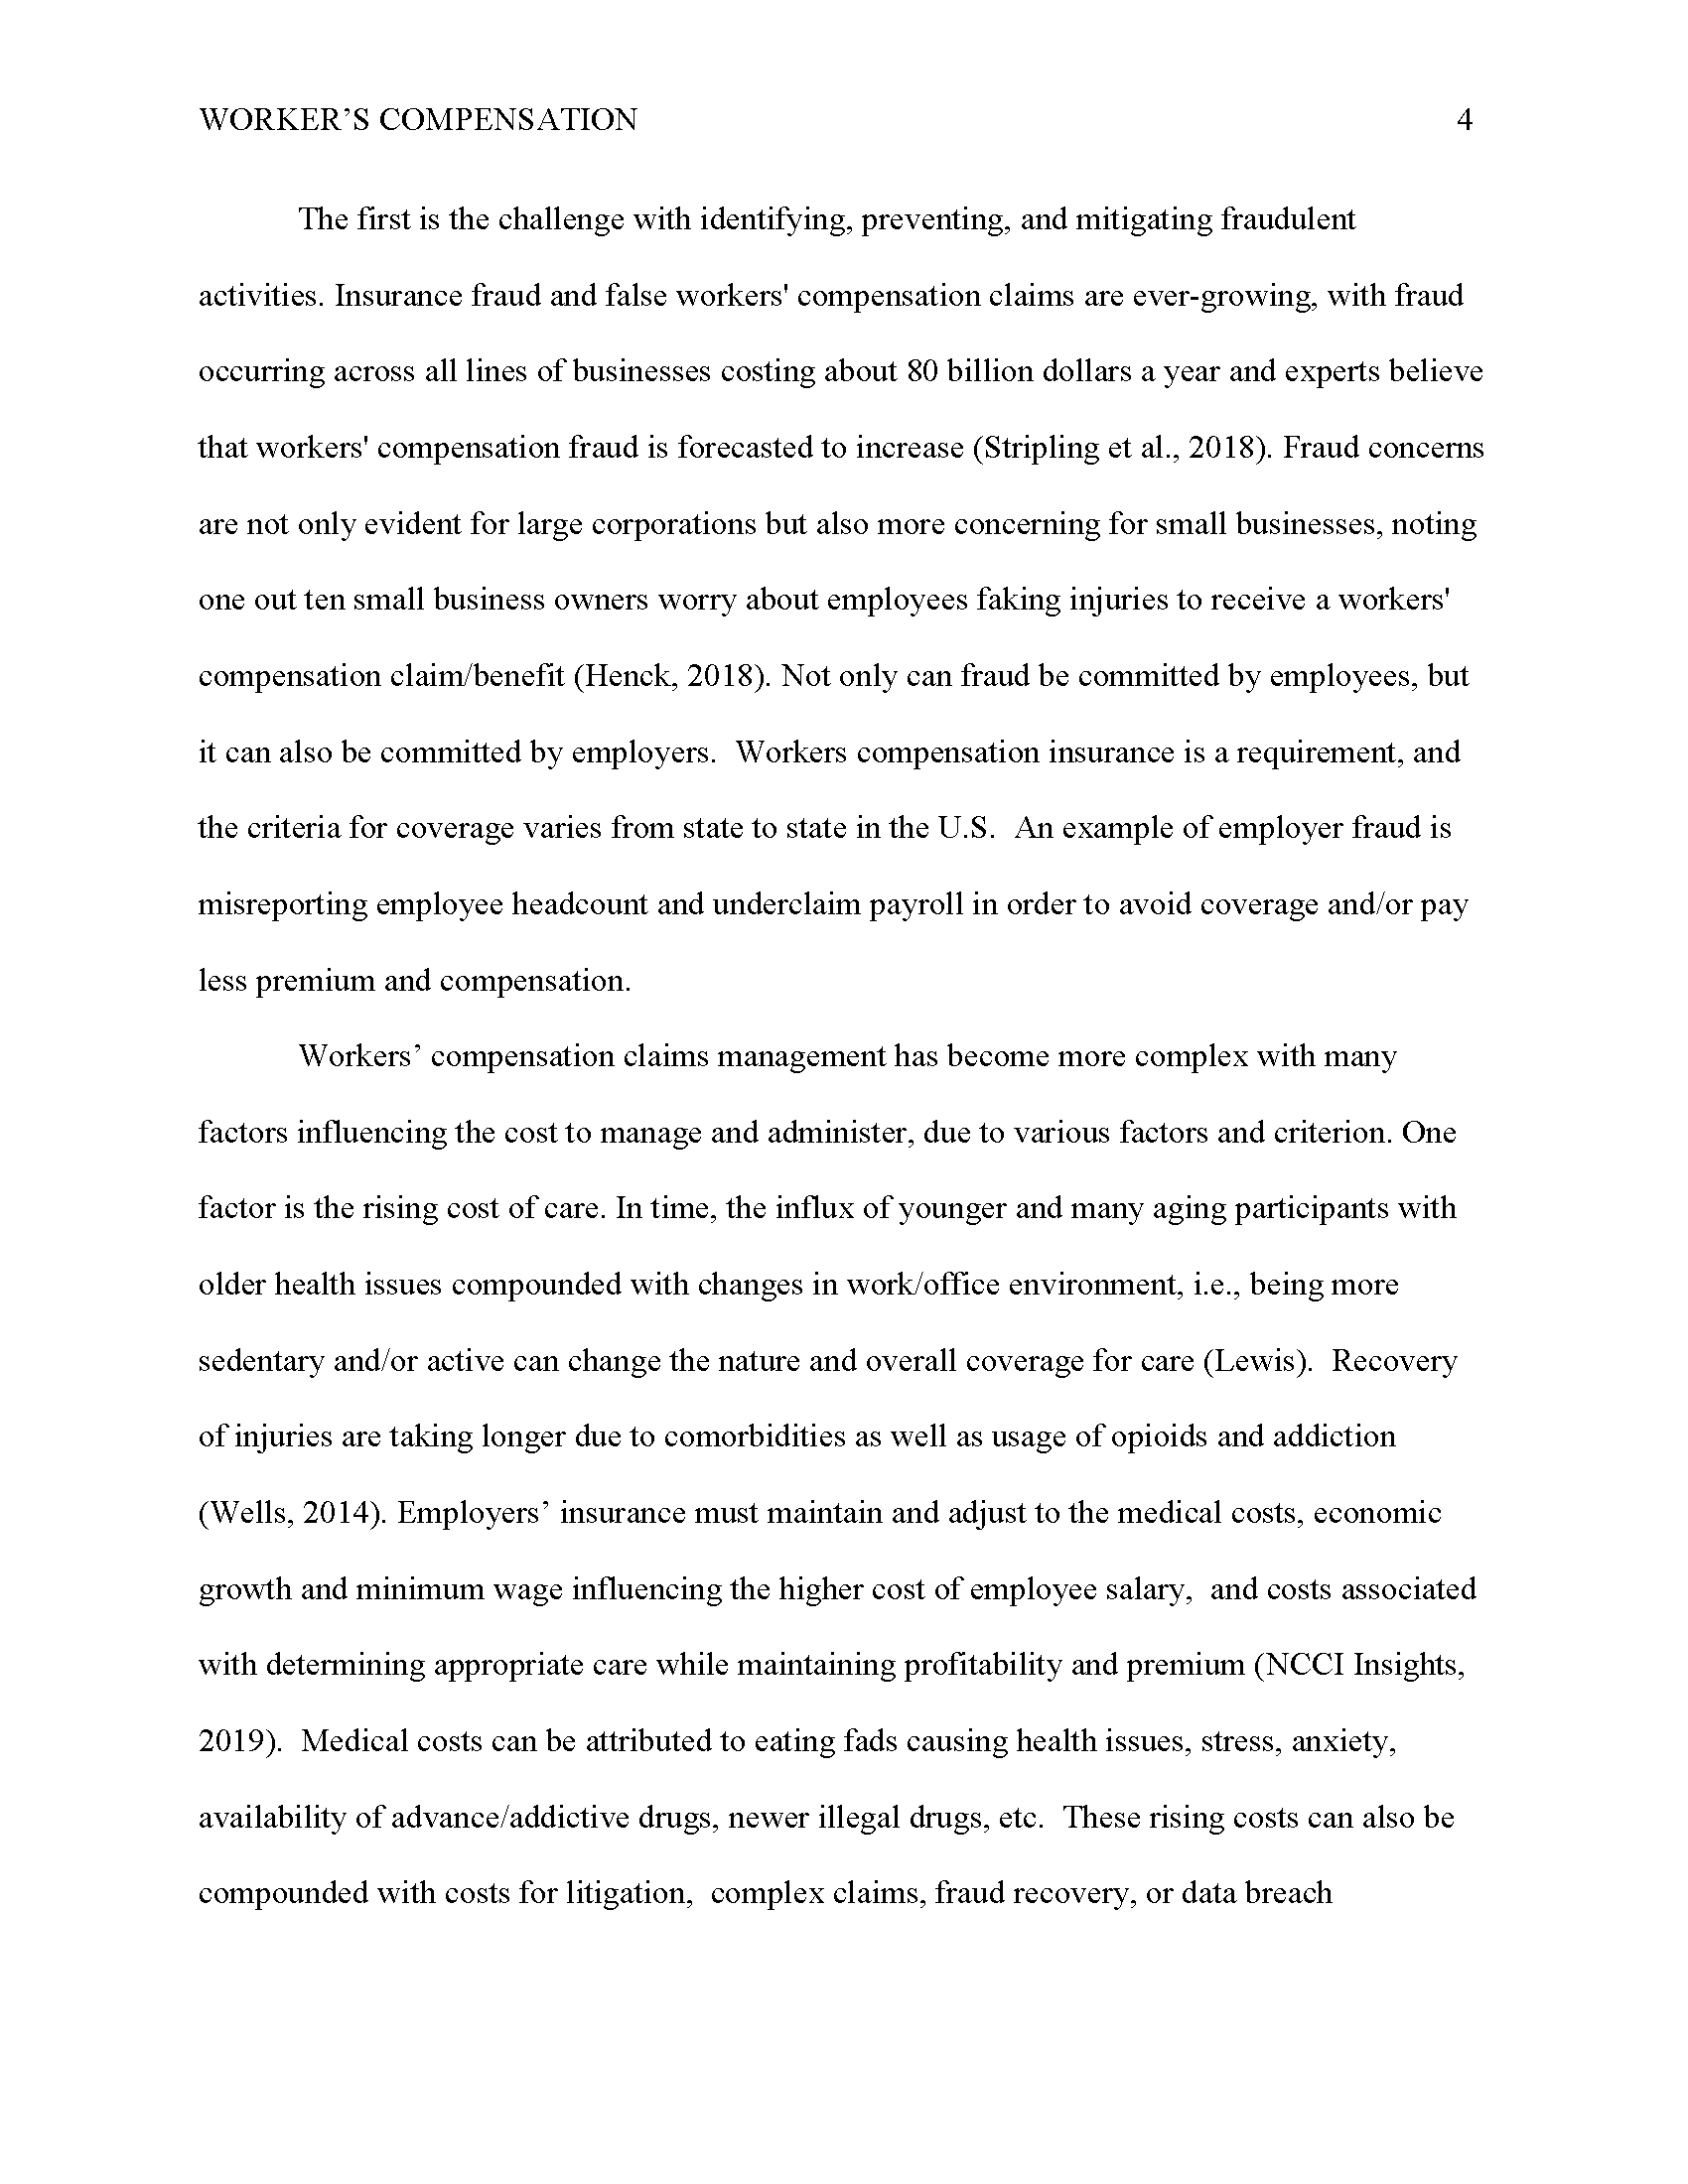 WORKER’S COMPENSATION 4
The first is the challenge with identifying, preventing, and mitigating fraudulent
activities. Insurance fraud and false workers' compensation claims are ever-growing, with fraud
occurring across all lines of businesses costing about 80 billion dollars a year and experts believe
that workers' compensation fraud is forecasted to increase (Stripling et al., 2018). Fraud concerns
are not only evident for large corporations but also more concerning for small businesses, noting
one out ten small business owners worry about employees faking injuries to receive a workers'
compensation claim/benefit (Henck, 2018). Not only can fraud be committed by employees, but
it can also be committed by employers.  Workers compensation insurance is a requirement, and
the criteria for coverage varies from state to state in the U.S.  An example of employer fraud is
misreporting employee headcount and underclaim payroll in order to avoid coverage and/or pay
less premium and compensation.
Workers’ compensation claims management has become more complex with many
factors influencing the cost to manage and administer, due to various factors and criterion. One
factor is the rising cost of care. In time, the influx of younger and many aging participants with
older health issues compounded with changes in work/office environment, i.e., being more
sedentary and/or active can change the nature and overall coverage for care (Lewis).  Recovery
of injuries are taking longer due to comorbidities as well as usage of opioids and addiction
(Wells, 2014). Employers’ insurance must maintain and adjust to the medical costs, economic
growth and minimum wage influencing the higher cost of employee salary,  and costs associated
with determining appropriate care while maintaining profitability and premium (NCCI Insights,
2019).  Medical costs can be attributed to eating fads causing health issues, stress, anxiety,
availability of advance/addictive drugs, newer illegal drugs, etc.  These rising costs can also be
compounded with costs for litigation,  complex claims, fraud recovery, or data breach